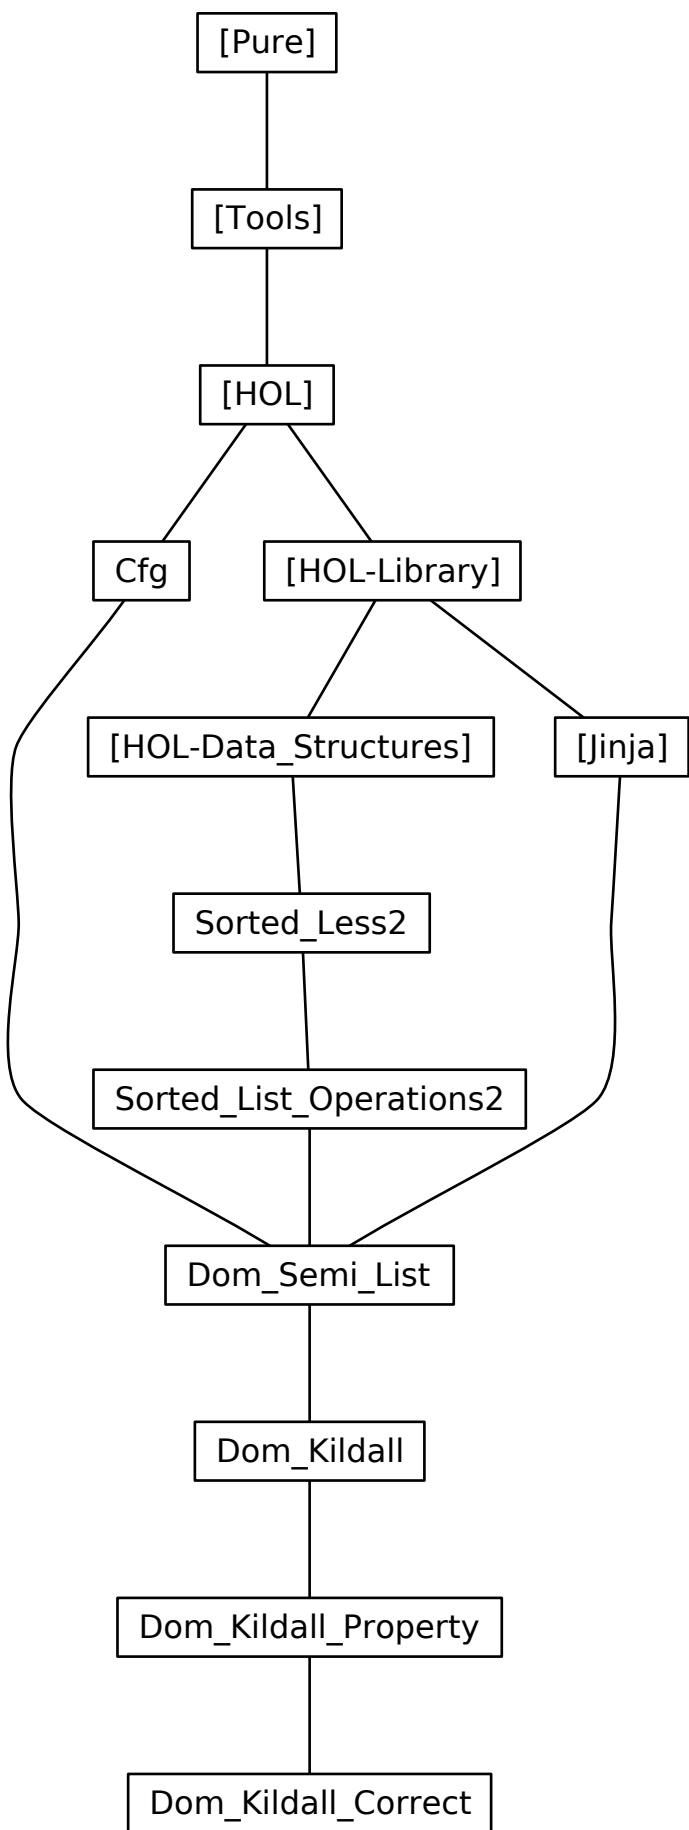 [Pure]
[Tools]
[HOL]
Cfg
[HOL-Library]
[HOL-Data_Structures]
[Jinja]
Sorted_Less2
Sorted_List_Operations2
Dom_Semi_List
Dom_Kildall
Dom_Kildall_Property
Dom_Kildall_Correct